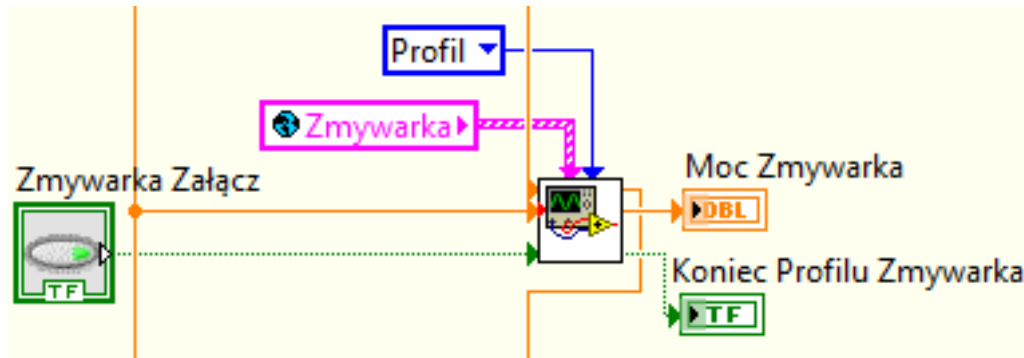 Profil
Zmywarka
Zmywarka Załącz
TF
Moc Zmywarka
DBL
Koniec Profilu Zmywarka
TF